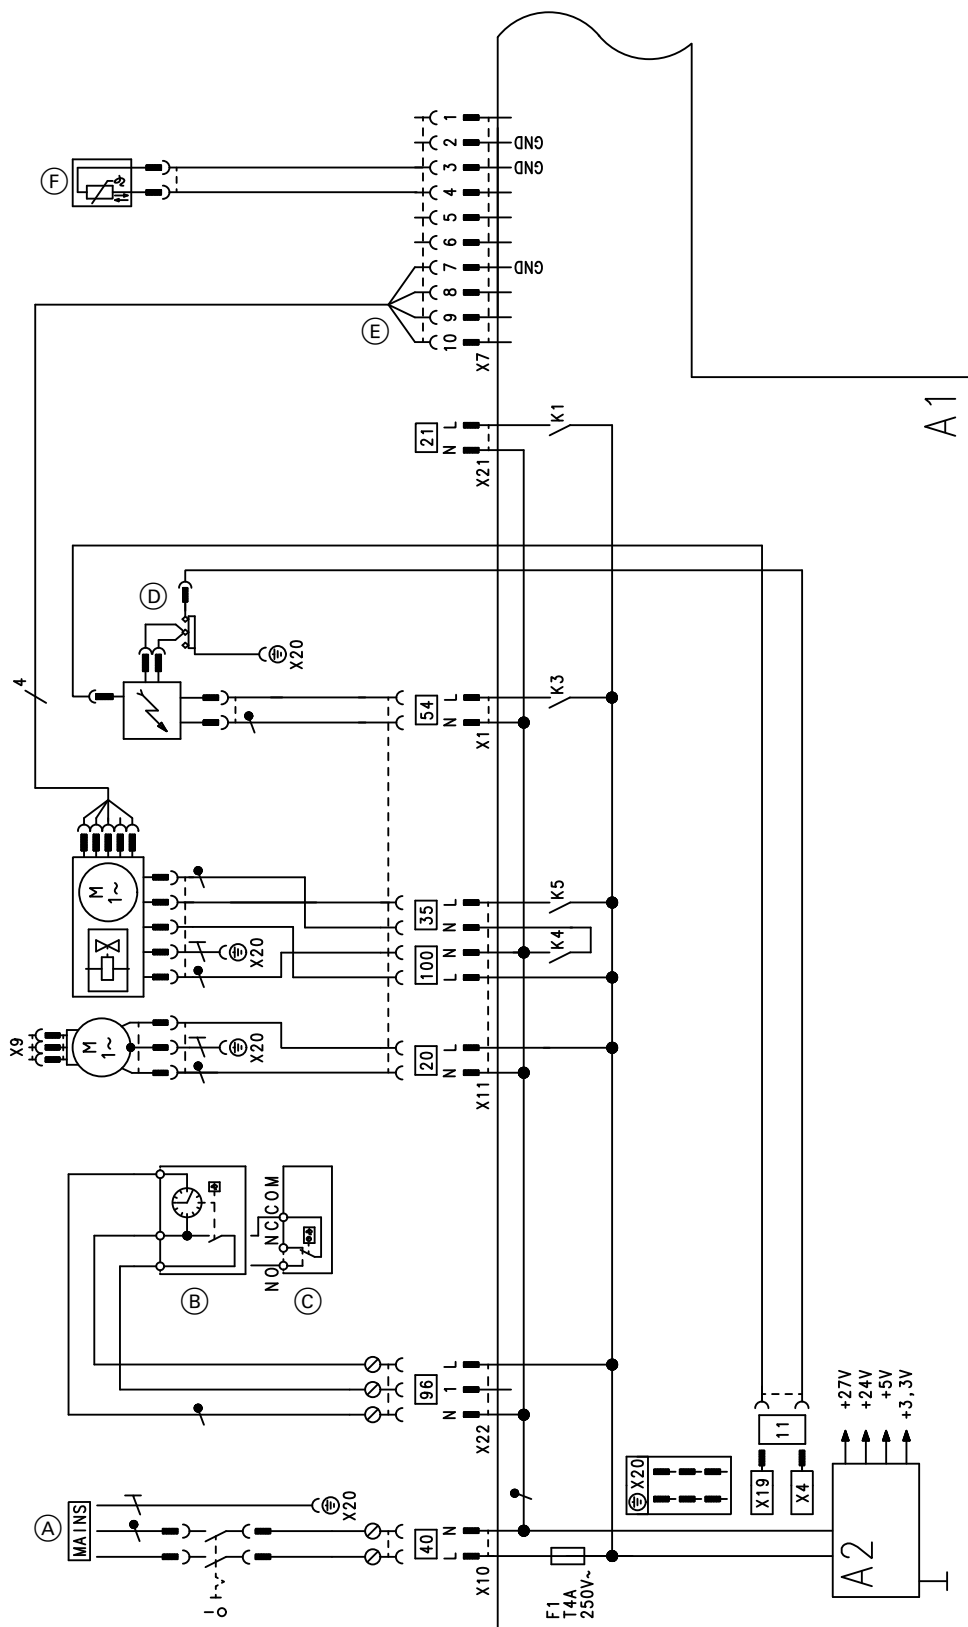 A
MAINS
I
O
X20
40
L N
X10
F1
T4A
250V~
A2
+27V
+24V
+5V
+3,3V
X20
X19
X4
11
B
C
NO NC COM
96
N 1 L
X22
X9
M
1~
X20
20
N L
X11
M
1~
X20
100
L N
35
N L
K4
K5
4
D
X20
54
N L
X1
K3
21
N L
X21
K1
E
F
10 9 8 7 6 5 4 3 2 1
X7
GND
GND
GND
A1